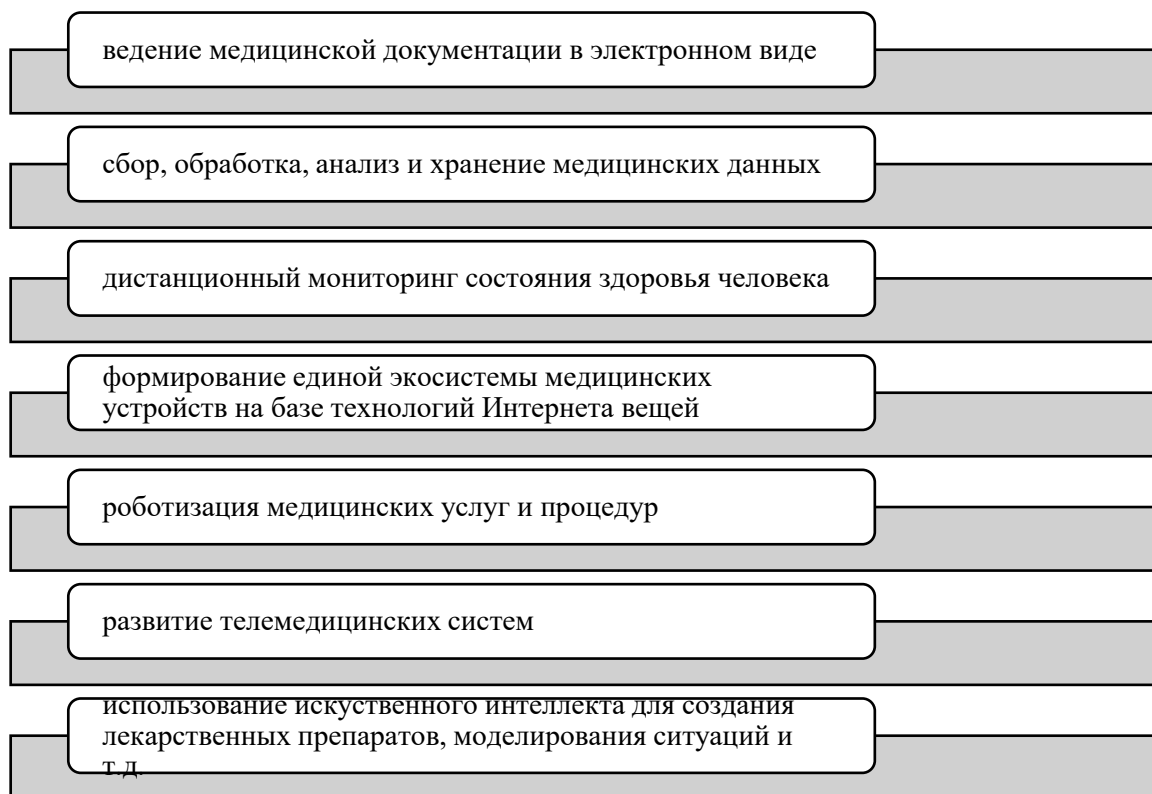 ведение медицинской документации в электронном виде
сбор, обработка, анализ и хранение медицинских данных
дистанционный мониторинг состояния здоровья человека
формирование единой экосистемы медицинских
устройств на базе технологий Интернета вещей
роботизация медицинских услуг и процедур
развитие телемедицинских систем
использование искуственного интеллекта для создания
лекарственных препаратов, моделирования ситуаций и
т.д.